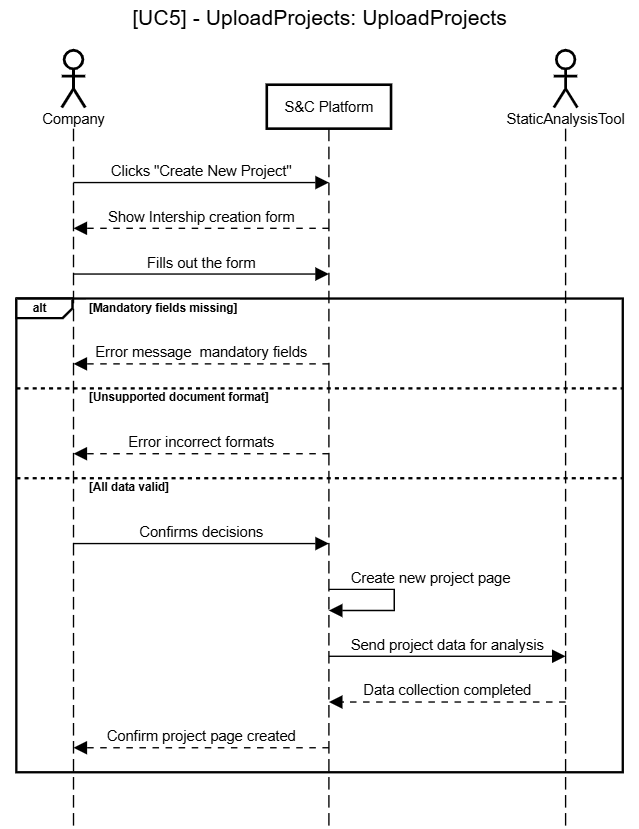 [UC5] - UploadProjects: UploadProjects
Company
S&C Platform
StaticAnalysisTool
Clicks "Create New Project"
Show Intership creation form
Fills out the form
alt
[Mandatory fields missing]
Error message mandatory fields
[Unsupported document format]
Error incorrect formats
[All data valid]
Confirms decisions
Create new project page
Send project data for analysis
Data collection completed
Confirm project page created